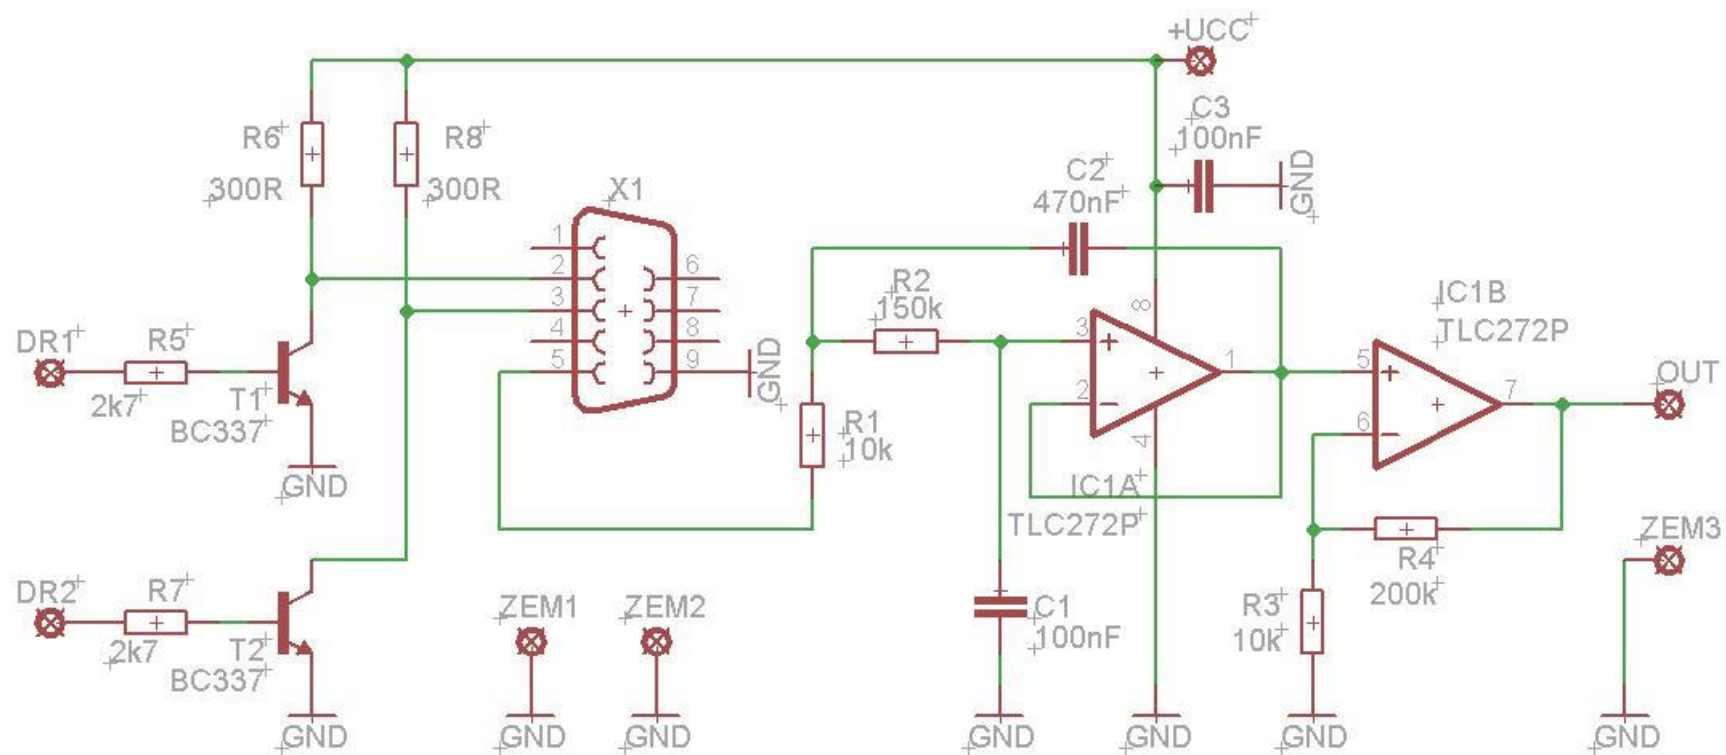 +UCC
C3
100nF
GND
R6
300R
R8
300R
X1
1
2
3
4
5
6
7
8
9
GND
C2
470nF
R2
150k
R1
10k
DR1
R5
2k7
T1
BC337
GND
3
2
8
4
1
IC1A
TLC272P
IC1B
TLC272P
5
6
7
OUT
R4
200k
R3
10k
ZEM3
DR2
R7
2k7
T2
BC337
GND
ZEM1
GND
ZEM2
GND
C1
100nF
GND
GND
GND
GND